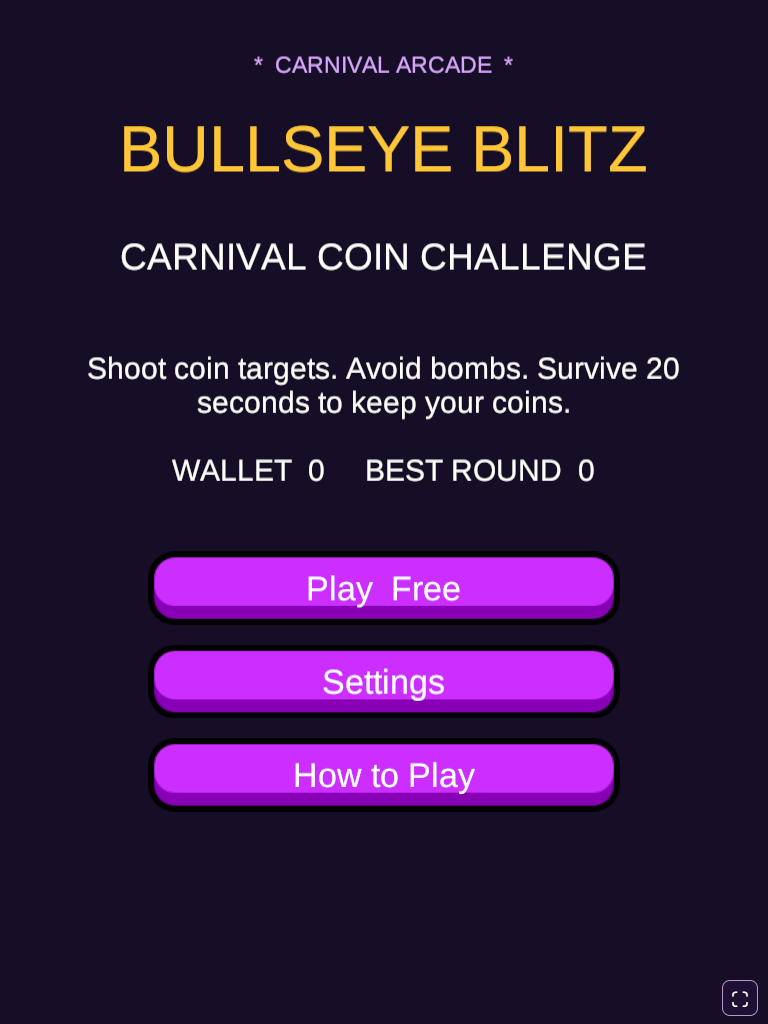 * CARNIVAL ARCADE *
BULLSEYE BLITZ
CARNIVAL COIN CHALLENGE
Shoot coin targets. Avoid bombs. Survive 20
seconds to keep your coins.
WALLET 0 BEST ROUND 0
Play Free
Settings
How to Play